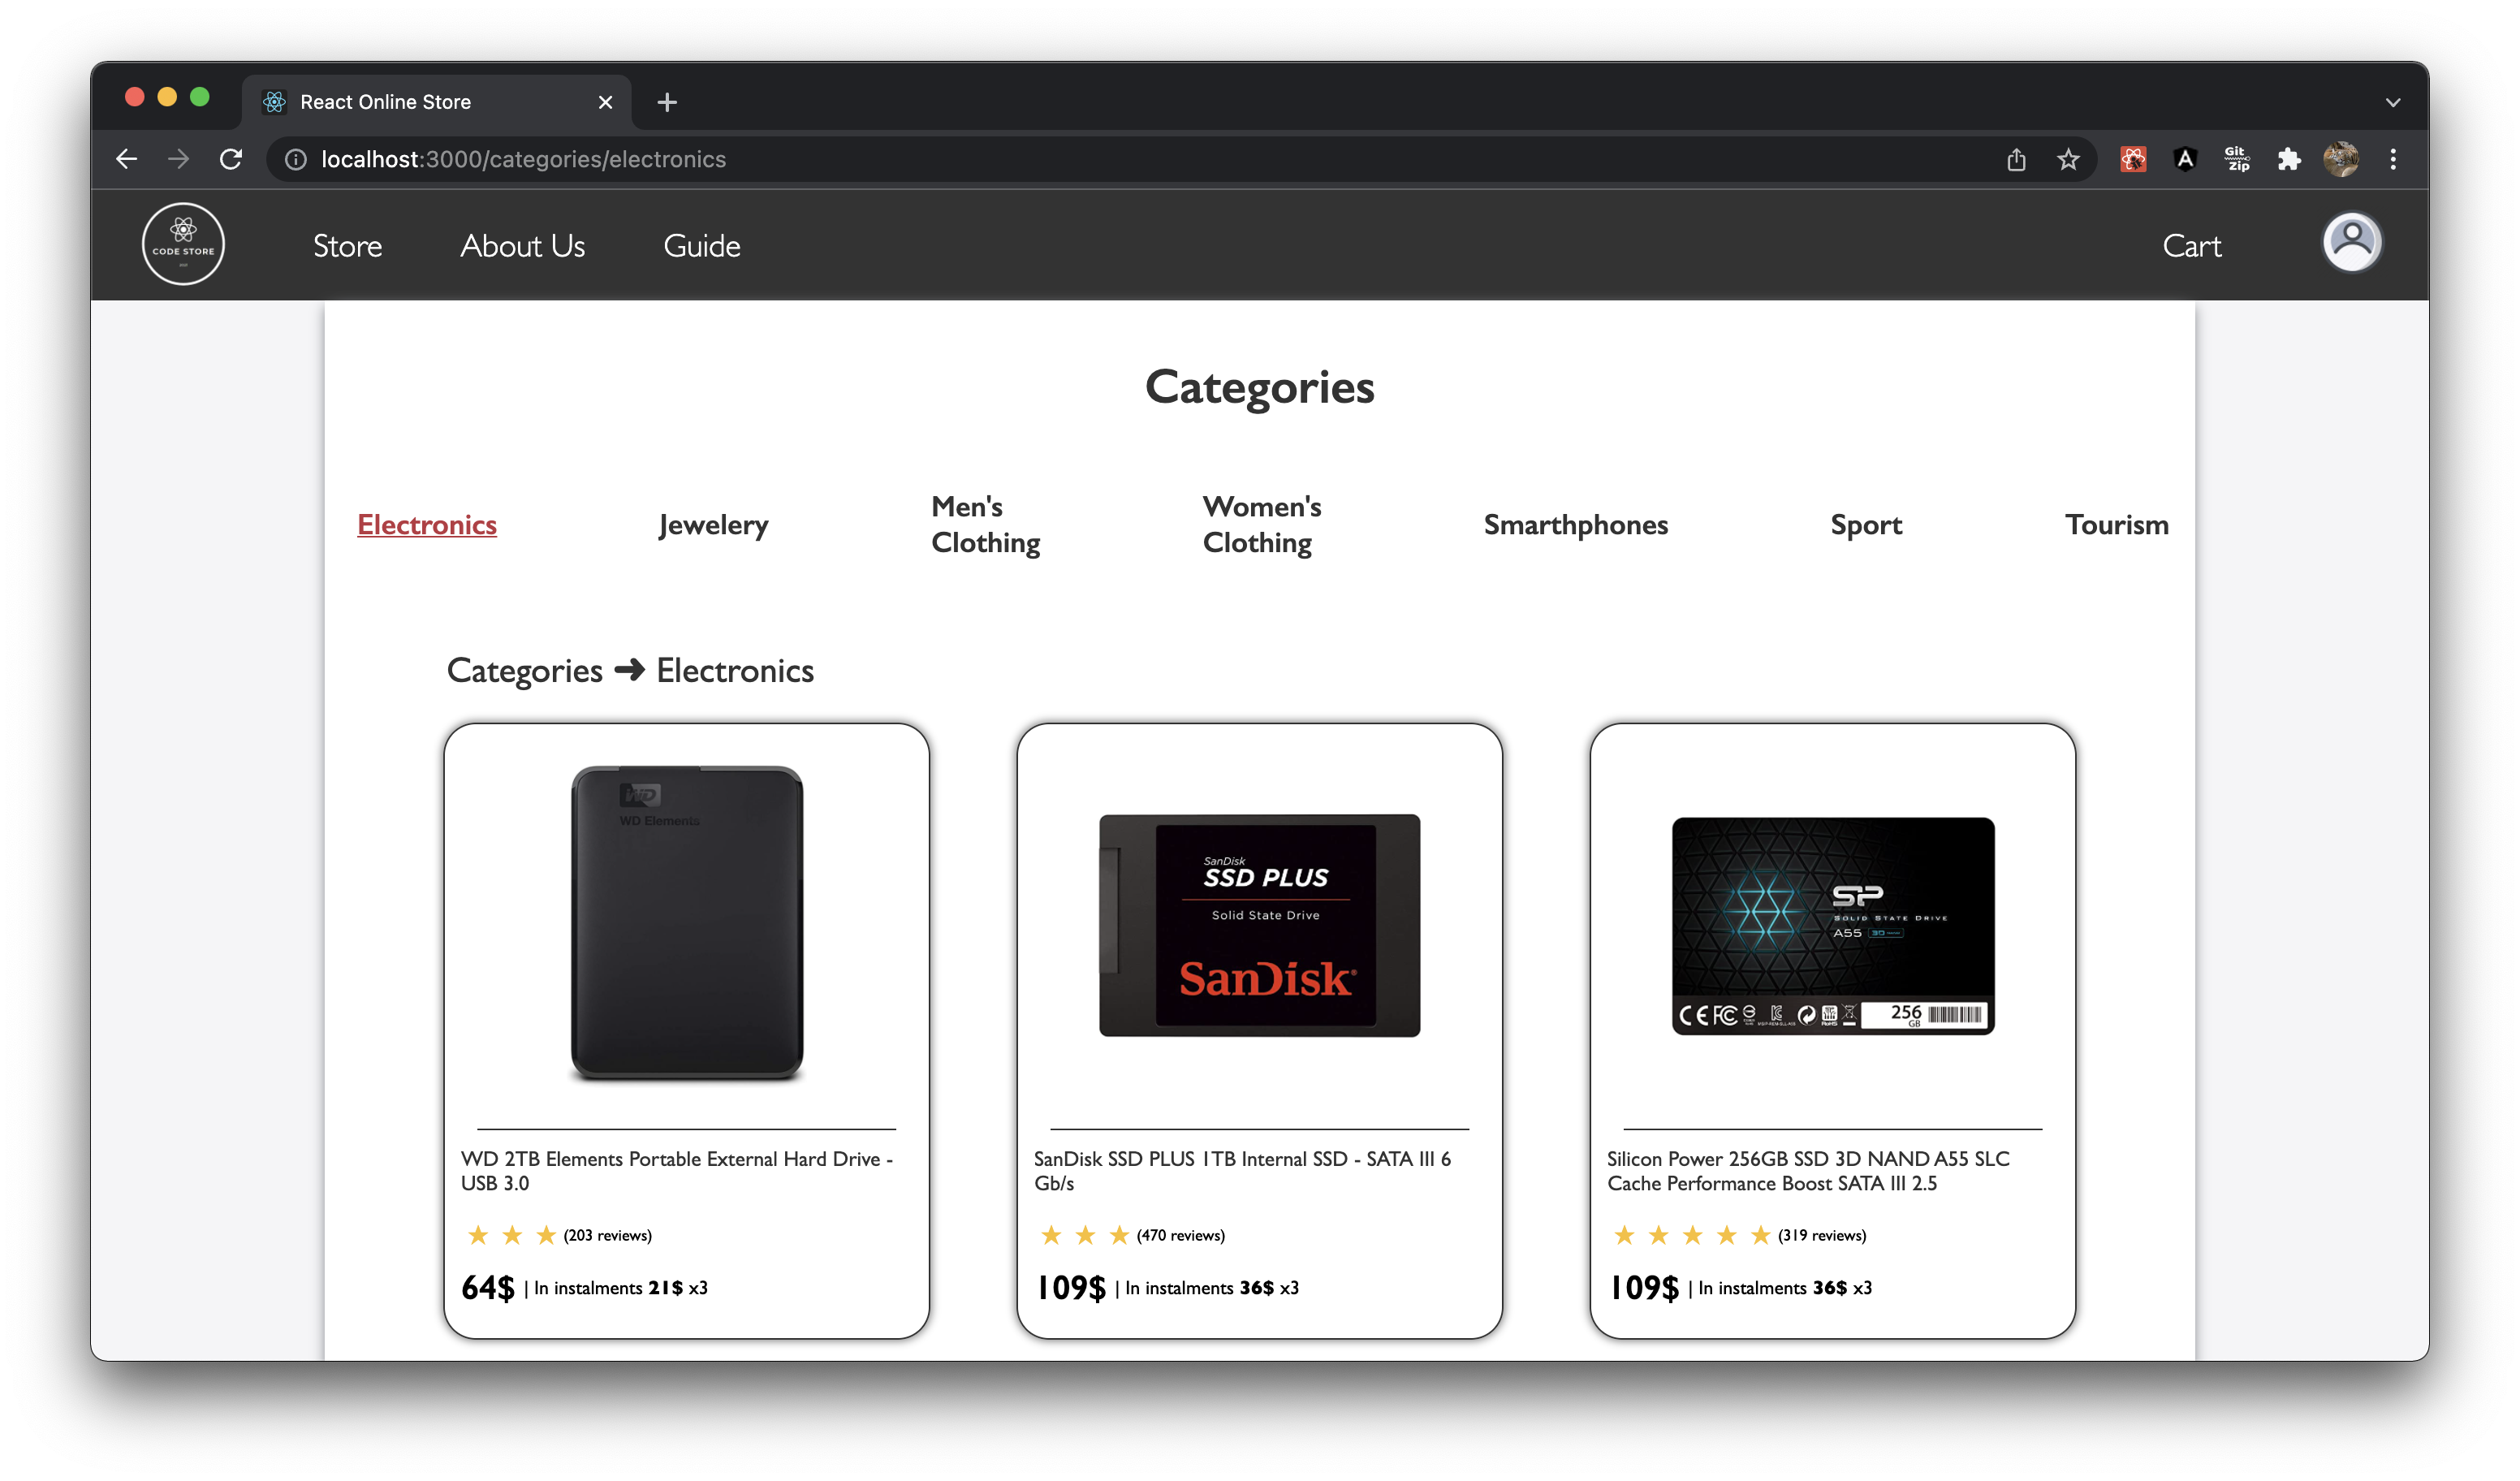 React Online Store
localhost:3000/categories/electronics
Git
Zip
CODE STORE
Store
About Us
Guide
Cart
Categories
Electronics
Jewelery
Men's
Clothing
Women's
Clothing
Smarthphones
Sport
Tourism
Categories ➜ Electronics
WD
WD Elements
SanDisk
SSD PLUS
Solid State Drive
SanDisk
SP
SOLID STATE DRIVE
A55
CE FC
256
GB
WD 2TB Elements Portable External Hard Drive -
USB 3.0
(203 reviews)
64$ | In instalments 21$ x3
SanDisk SSD PLUS 1TB Internal SSD - SATA III 6
Gb/s
(470 reviews)
109$ | In instalments 36$ x3
Silicon Power 256GB SSD 3D NAND A55 SLC
Cache Performance Boost SATA III 2.5
(319 reviews)
109$ | In instalments 36$ x3